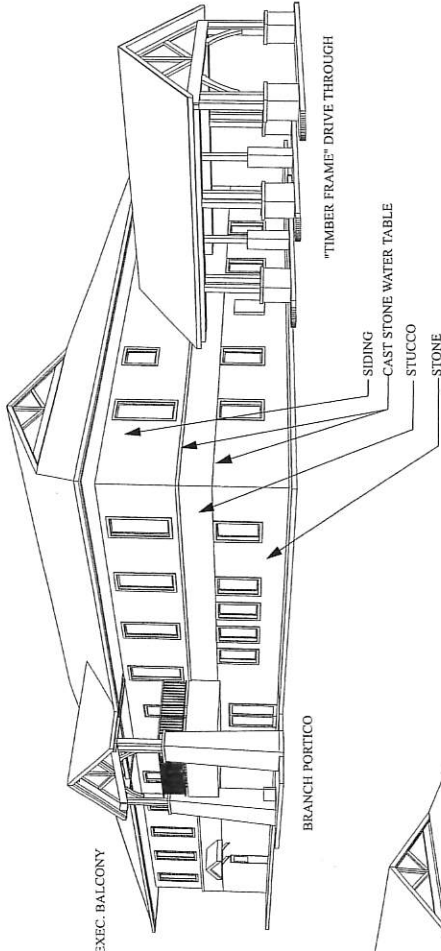 EXEC. BALCONY
BRANCH PORTICO
"TIMBER FRAME" DRIVE THROUGH
SIDING
CAST STONE WATER TABLE
STUCCO
STONE